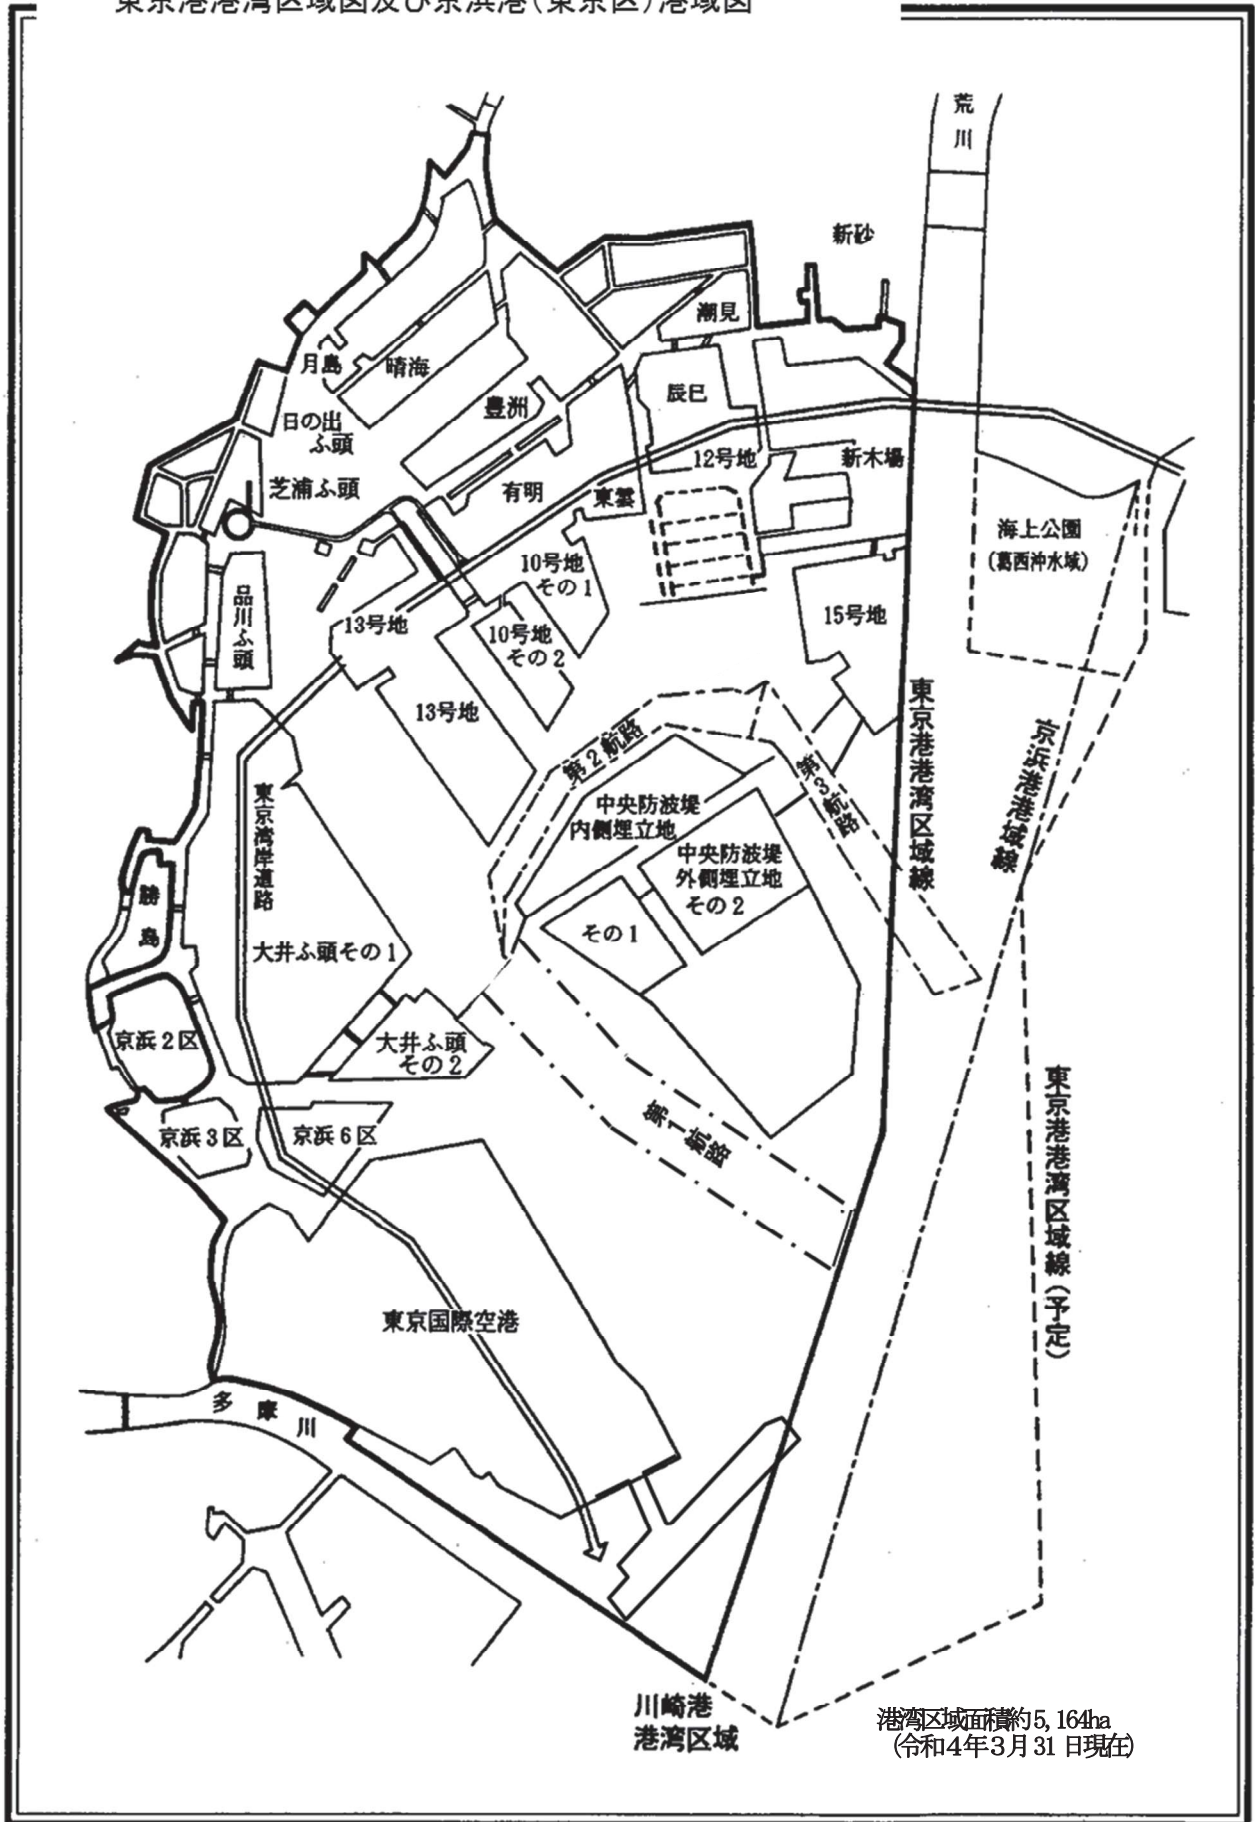 東京港港湾区域図及び京浜港(東京区)港域図
荒川
新砂
潮見
月島
晴海
辰巳
豊洲
日の出
ふ頭
12号地
新木場
芝浦ふ頭
有明
東雲
海上公園
(葛西沖水域)
10号地
その1
品川ふ頭
13号地
15号地
10号地
その2
13号地
東京港港湾区域線
京浜港港域線
第2航路
第3航路
東京湾岸道路
中央防波堤
内側埋立地
中央防波堤
外側埋立地
その2
勝島
その1
大井ふ頭その1
京浜2区
大井ふ頭
その2
東京港港湾区域線(予定)
第1航路
京浜3区
京浜6区
東京国際空港
多摩川
川崎港
港湾区域
港湾区域面積約5,164ha
(令和4年3月31日現在)